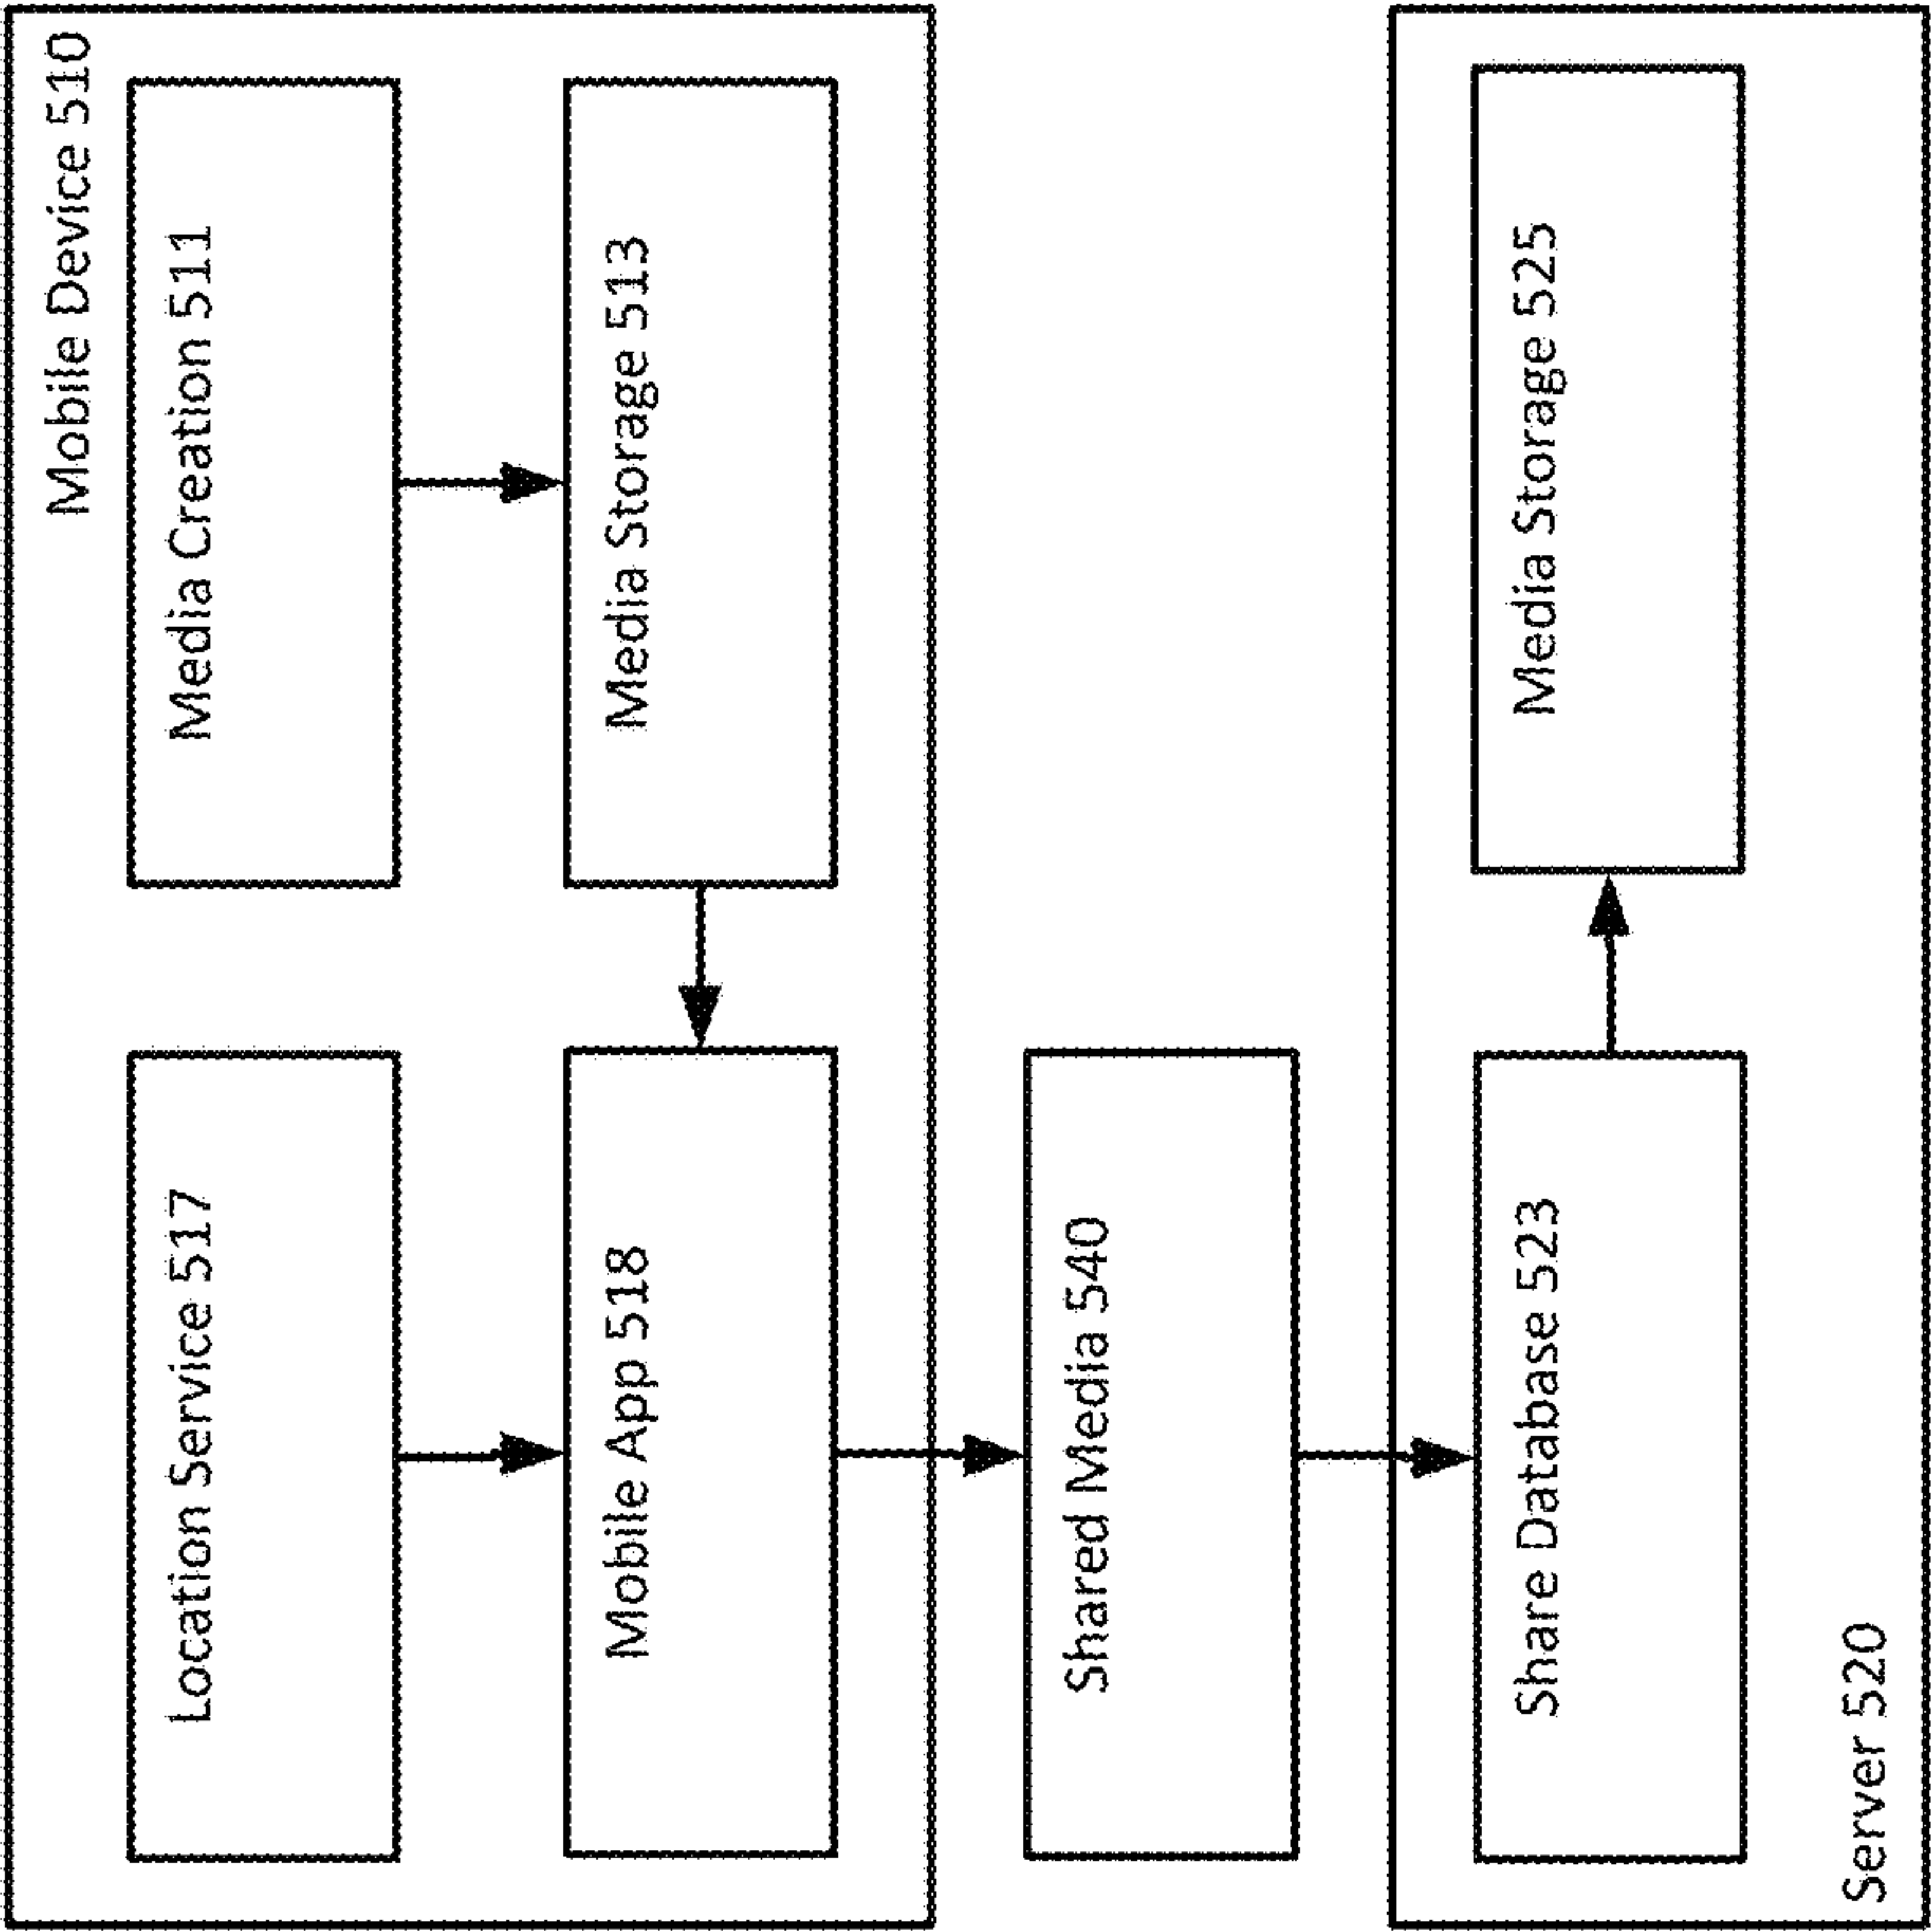 Mobile Device 510
Location Service 517
Media Creation 511
Mobile App 518
Media Storage 513
Shared Media 540
Share Database 523
Media Storage 525
Server 520